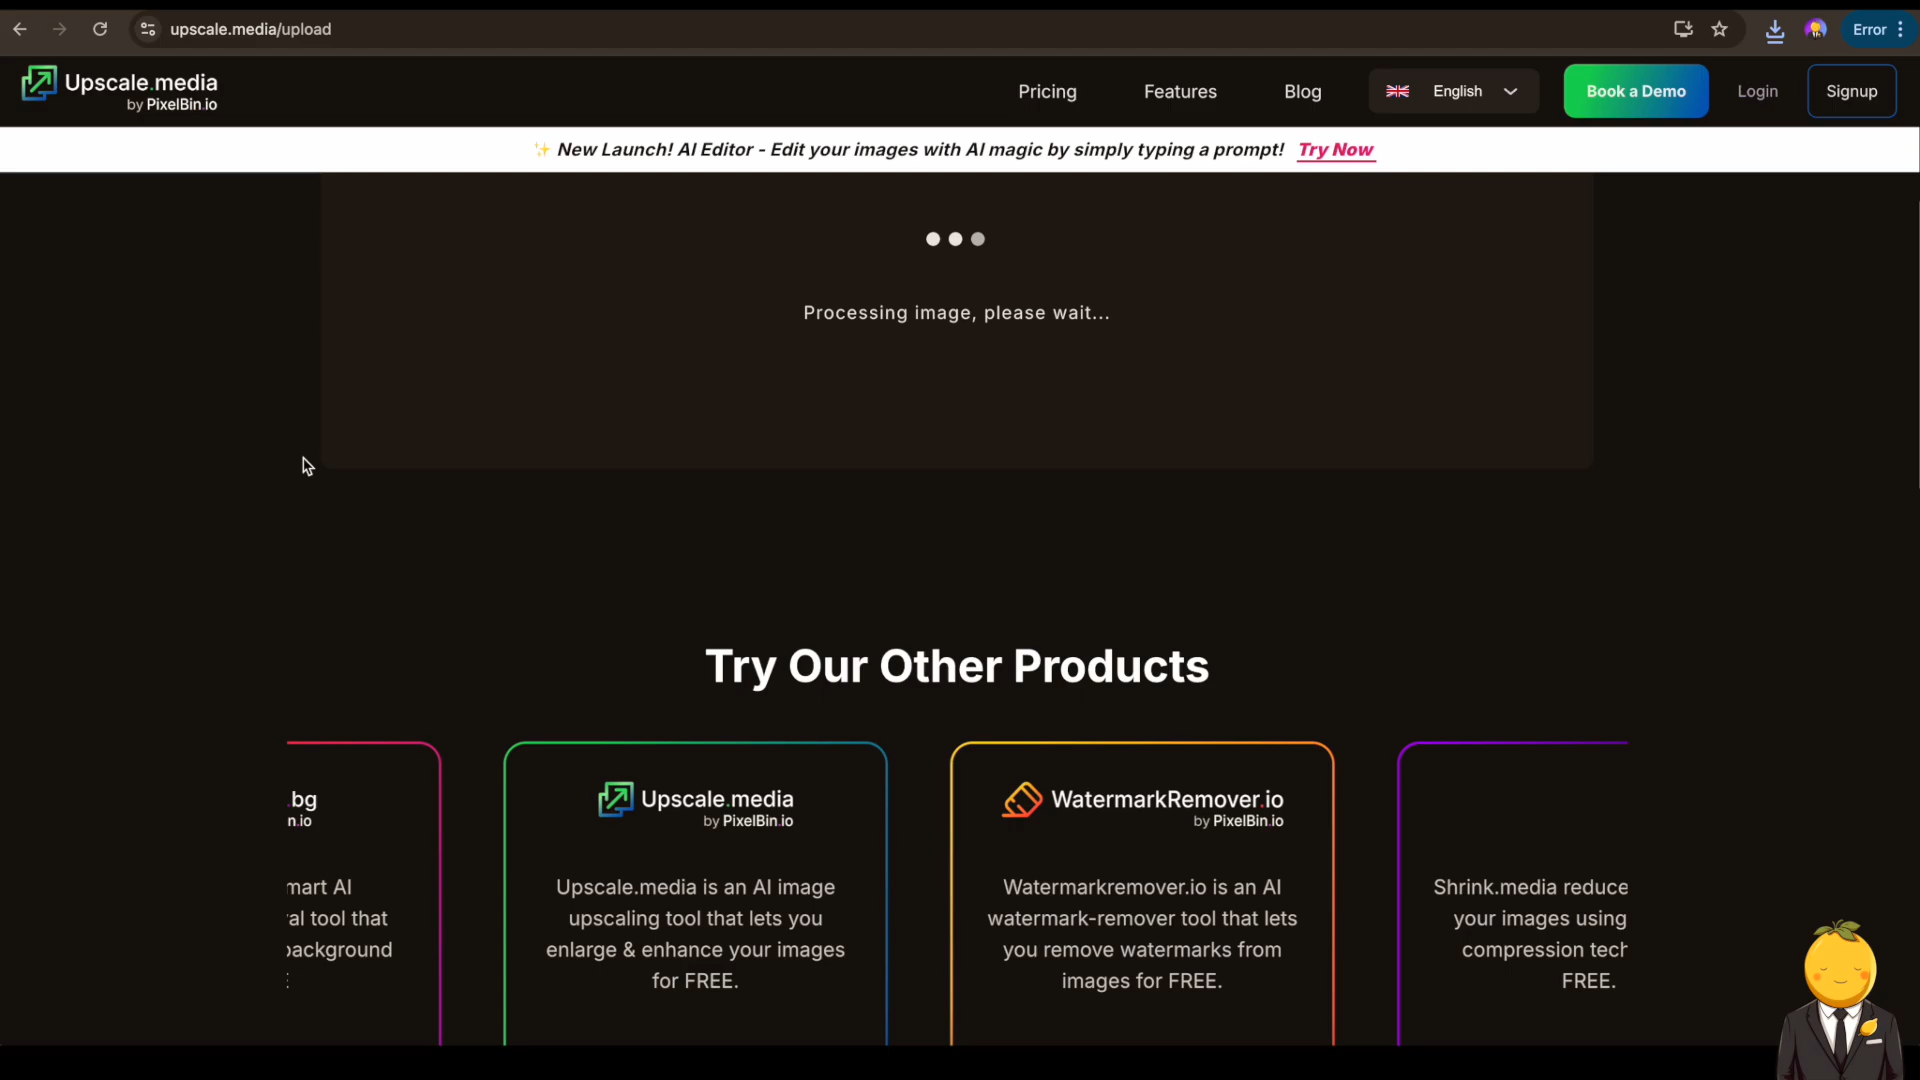 upscale.media/upload
Error
Upscale.media
by PixelBin.io
Pricing
Features
Blog
English
Book a Demo
Login
Signup
✨ New Launch! AI Editor - Edit your images with AI magic by simply typing a prompt! Try Now
Processing image, please wait...
Try Our Other Products
.bg
n.io
mart AI
al tool that
background
Upscale.media
by PixelBin.io
Upscale.media is an AI image
upscaling tool that lets you
enlarge & enhance your images
for FREE.
WatermarkRemover.io
by PixelBin.io
Watermarkremover.io is an AI
watermark-remover tool that lets
you remove watermarks from
images for FREE.
Shrink.media reduce
your images using
compression tech
FREE.